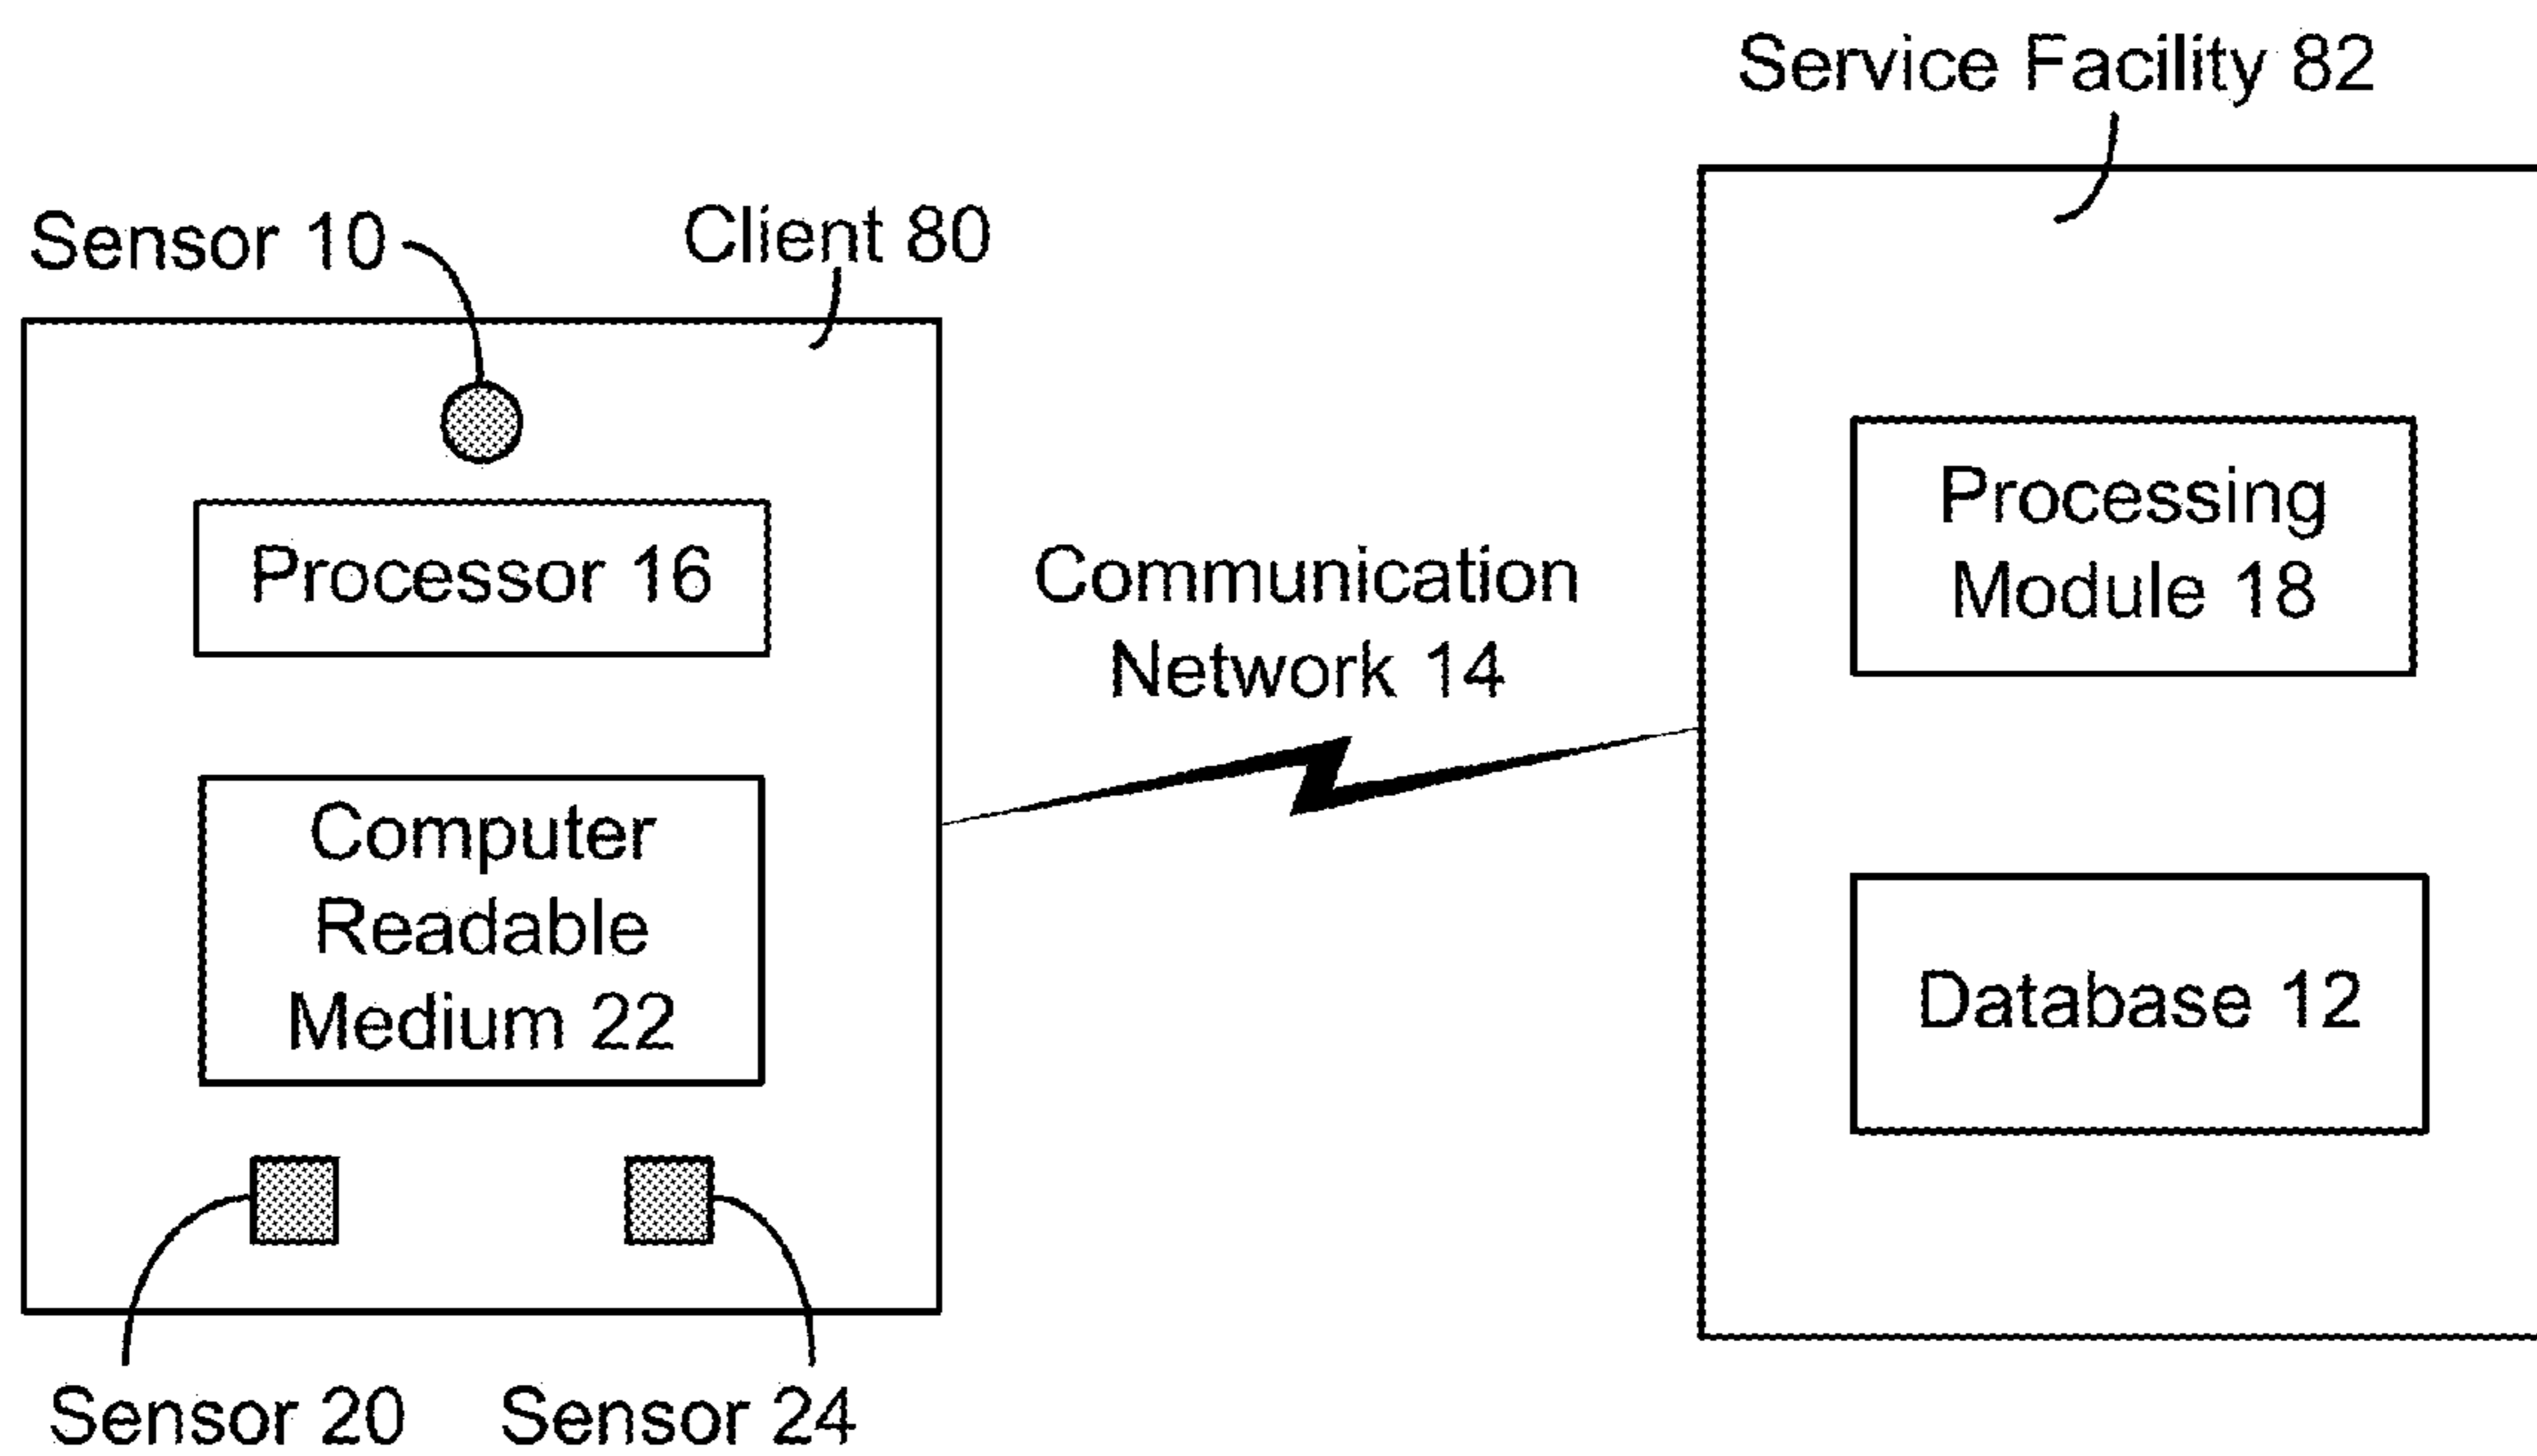 Service Facility 82
Sensor 10
Client 80
Processor 16
Computer
Readable
Medium 22
Sensor 20
Sensor 24
Communication
Network 14
Processing
Module 18
Database 12